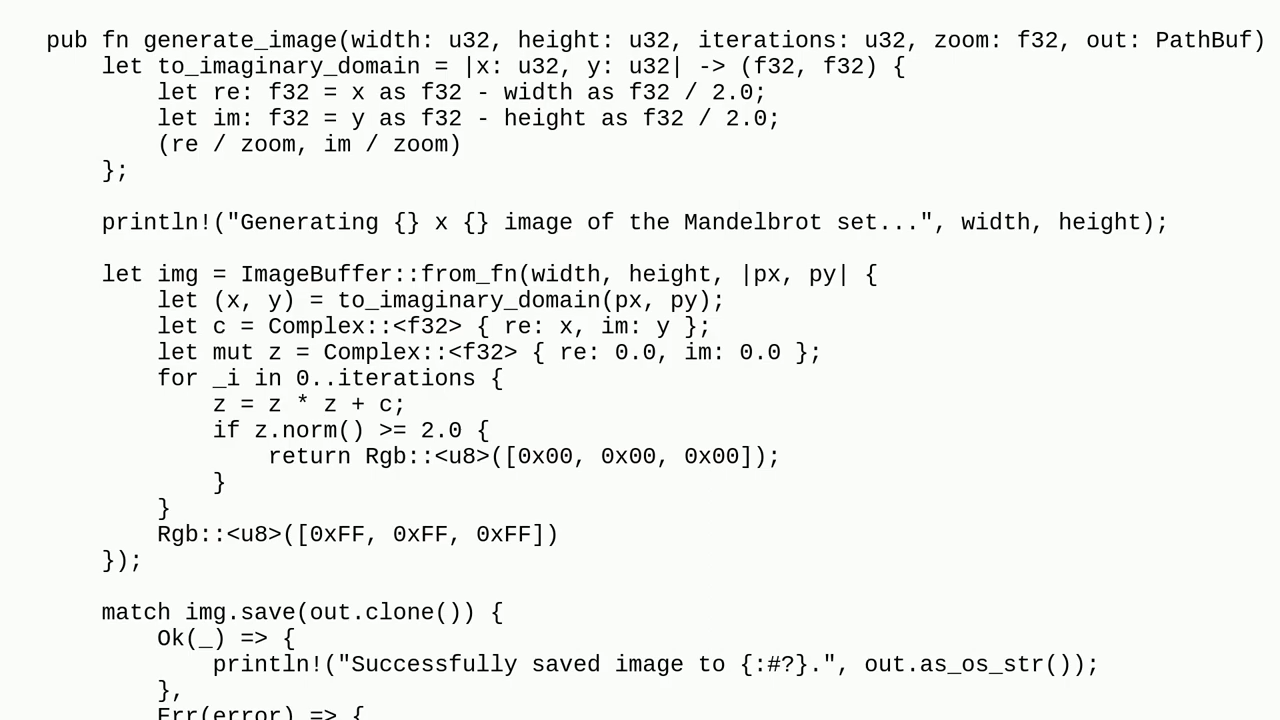 pub fn generate_image(width: u32, height: u32, iterations: u32, zoom: f32, out: PathBuf)
    let to_imaginary_domain = |x: u32, y: u32| -> (f32, f32) {
        let re: f32 = x as f32 - width as f32 / 2.0;
        let im: f32 = y as f32 - height as f32 / 2.0;
        (re / zoom, im / zoom)
    };

    println!("Generating {} x {} image of the Mandelbrot set...", width, height);

    let img = ImageBuffer::from_fn(width, height, |px, py| {
        let (x, y) = to_imaginary_domain(px, py);
        let c = Complex::<f32> { re: x, im: y };
        let mut z = Complex::<f32> { re: 0.0, im: 0.0 };
        for _i in 0..iterations {
            z = z * z + c;
            if z.norm() >= 2.0 {
                return Rgb::<u8>([0x00, 0x00, 0x00]);
            }
        }
        Rgb::<u8>([0xFF, 0xFF, 0xFF])
    });

    match img.save(out.clone()) {
        Ok(_) => {
            println!("Successfully saved image to {:#?}.", out.as_os_str());
        },
        Err(error) => {